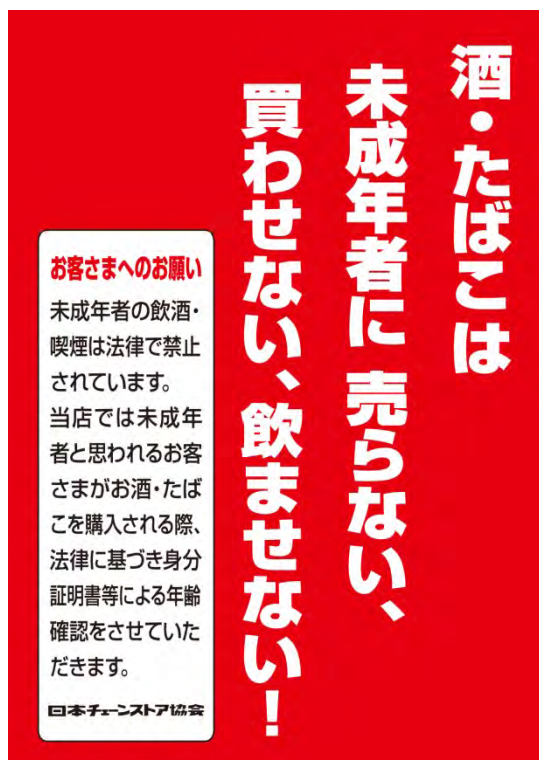 酒・たばこは
未成年者に 売らない、
買わせない、飲ませない!
お客さまへのお願い
未成年者の飲酒・
喫煙は法律で禁止
されています。
当店では未成年
者と思われるお客
さまがお酒・たば
こを購入される際、
法律に基づき身分
証明書等による年齢
確認をさせていた
だきます。
日本チェーンストア協会